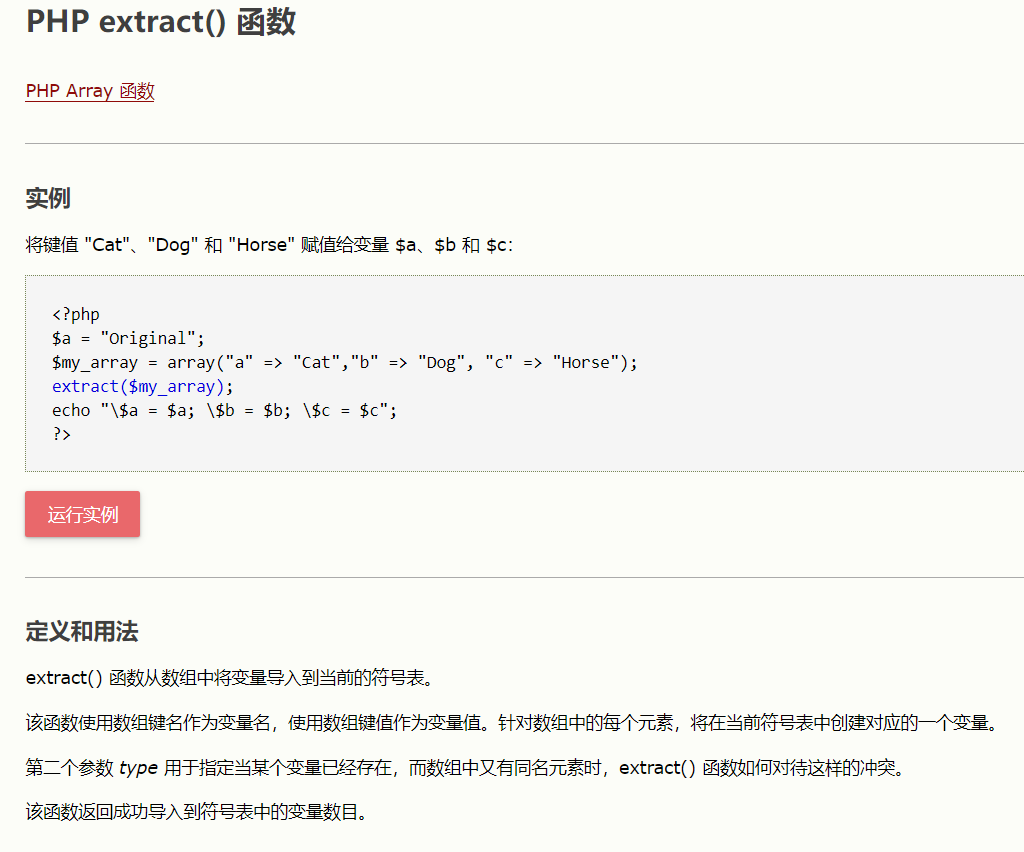 PHP extract() 函数
PHP Array 函数
实例
将键值 "Cat"、"Dog" 和 "Horse" 赋值给变量 $a、$b 和 $c：
<?php
$a = "Original";
$my_array = array("a" => "Cat","b" => "Dog", "c" => "Horse");
extract($my_array);
echo "\$a = $a; \$b = $b; \$c = $c";
?>
运行实例
定义和用法
extract() 函数从数组中将变量导入到当前的符号表。
该函数使用数组键名作为变量名，使用数组键值作为变量值。针对数组中的每个元素，将在当前符号表中创建对应的一个变量。
第二个参数 type 用于指定当某个变量已经存在，而数组中又有同名元素时，extract() 函数如何对待这样的冲突。
该函数返回成功导入到符号表中的变量数目。